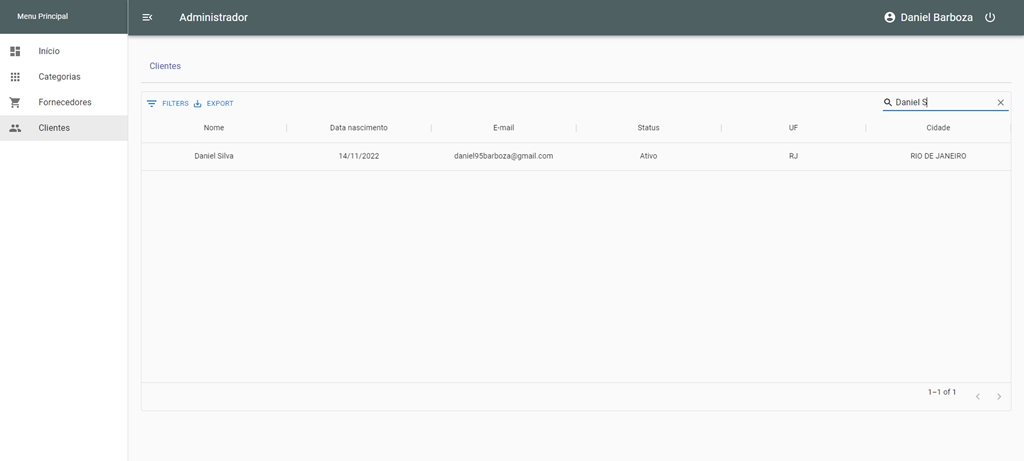 Menu Principal
Administrador
Daniel Barboza
Início
Categorias
Fornecedores
Clientes
Clientes
FILTERS EXPORT
Daniel S
Nome Data nascimento E-mail Status UF Cidade
Daniel Silva 14/11/2022 daniel95barboza@gmail.com Ativo RJ RIO DE JANEIRO
1–1 of 1